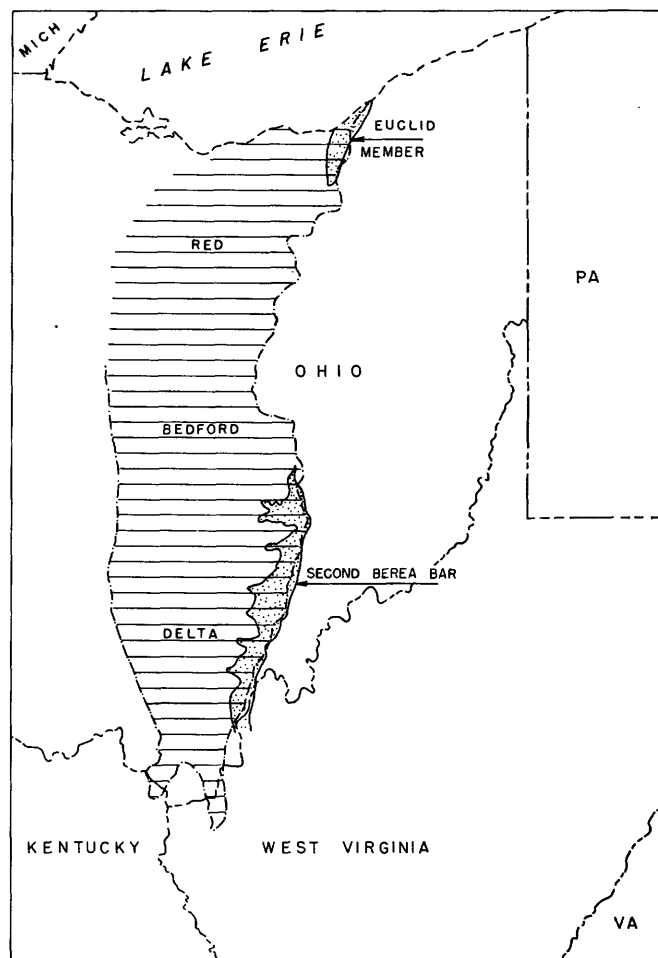 MICH
LAKE ERIE
EUCLID
MEMBER
RED
PA
OHIO
BEDFORD
SECOND BEREA BAR
DELTA
KENTUCKY
WEST VIRGINIA
VA